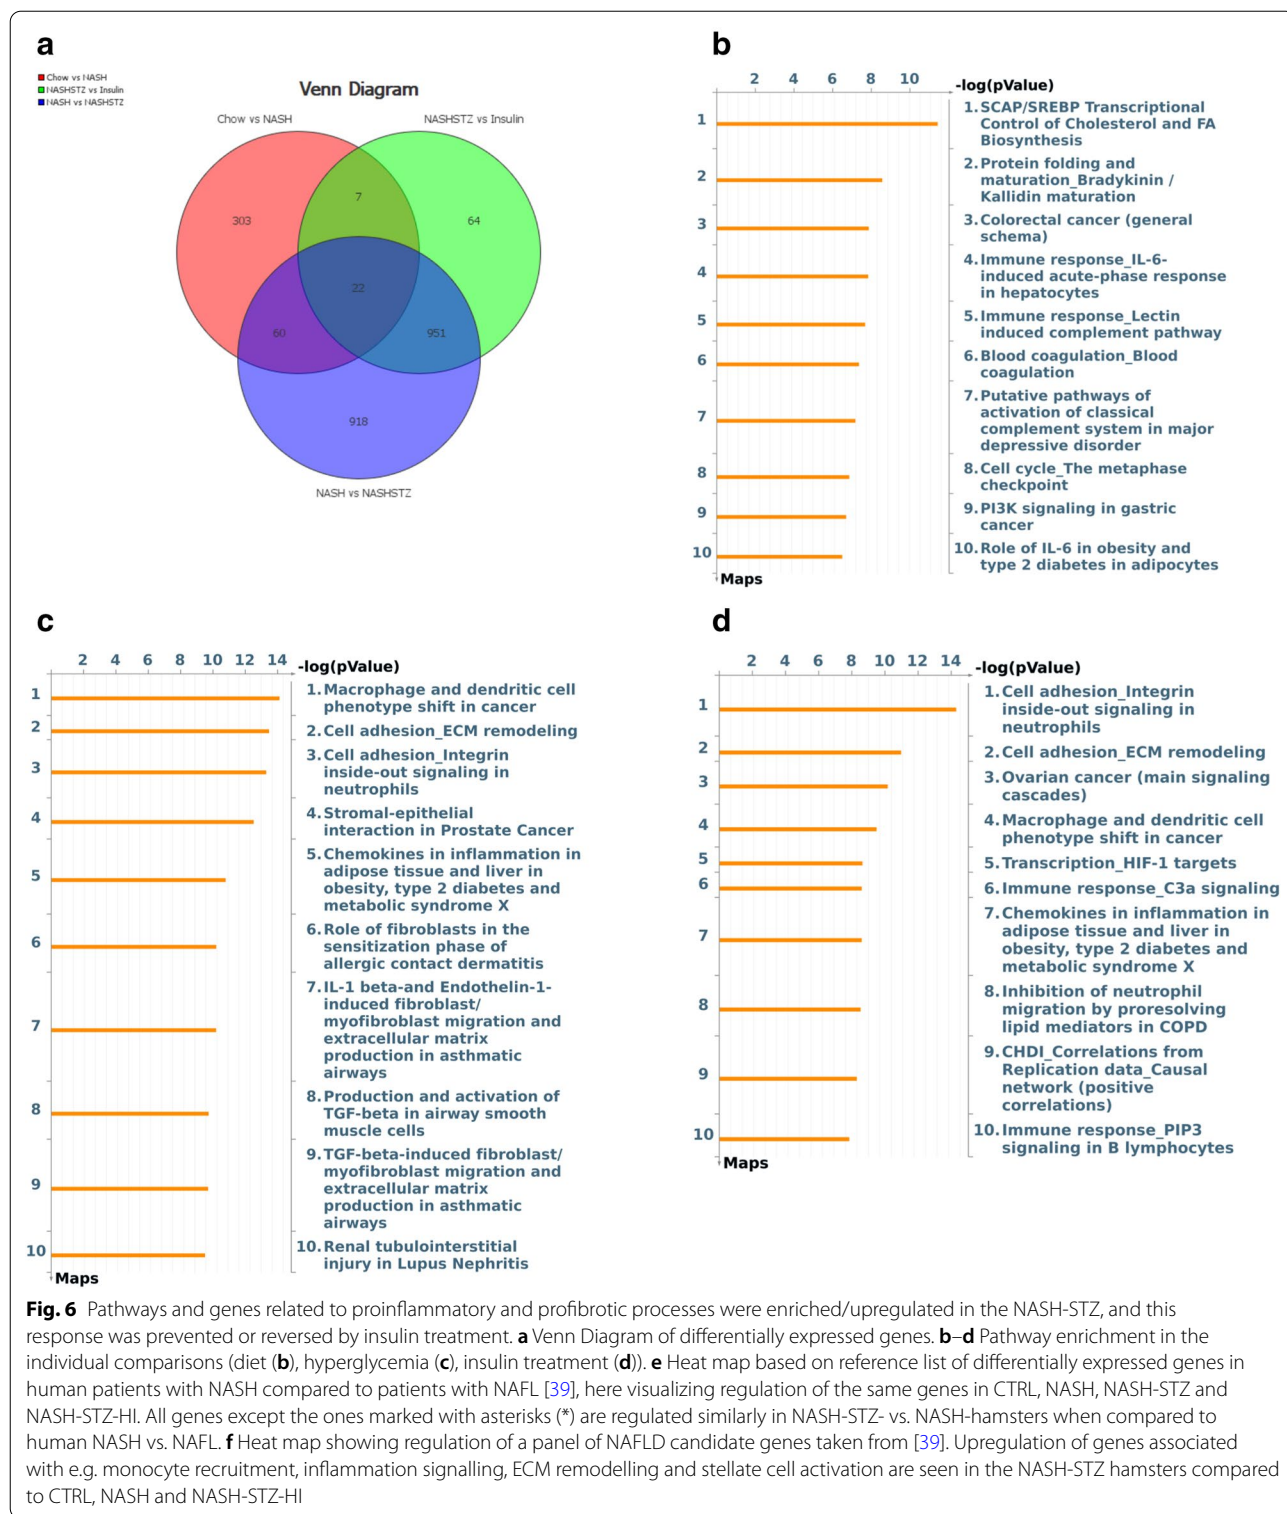 a
Chow vs NASH
NASHSTZ vs Insulin
NASH vs NASHSTZ
Venn Diagram
Chow vs NASH
NASHSTZ vs Insulin
303
7
64
22
60
951
918
NASH vs NASHSTZ
b
2 4 6 8 10
-log(pValue)
1
2
3
4
5
6
7
8
9
10
Maps
1. SCAP/SREBP Transcriptional
Control of Cholesterol and FA
Biosynthesis
2. Protein folding and
maturation_Bradykinin /
Kallidin maturation
3. Colorectal cancer (general
schema)
4. Immune response_IL-6-
induced acute-phase response
in hepatocytes
5. Immune response_Lectin
induced complement pathway
6. Blood coagulation_Blood
coagulation
7. Putative pathways of
activation of classical
complement system in major
depressive disorder
8. Cell cycle_The metaphase
checkpoint
9. PI3K signaling in gastric
cancer
10. Role of IL-6 in obesity and
type 2 diabetes in adipocytes
c
2 4 6 8 10 12 14
-log(pValue)
1
2
3
4
5
6
7
8
9
10
Maps
1. Macrophage and dendritic cell
phenotype shift in cancer
2. Cell adhesion_ECM remodeling
3. Cell adhesion_Integrin
inside-out signaling in
neutrophils
4. Stromal-epithelial
interaction in Prostate Cancer
5. Chemokines in inflammation in
adipose tissue and liver in
obesity, type 2 diabetes and
metabolic syndrome X
6. Role of fibroblasts in the
sensitization phase of
allergic contact dermatitis
7. IL-1 beta-and Endothelin-1-
induced fibroblast/
myofibroblast migration and
extracellular matrix
production in asthmatic
airways
8. Production and activation of
TGF-beta in airway smooth
muscle cells
9. TGF-beta-induced fibroblast/
myofibroblast migration and
extracellular matrix
production in asthmatic
airways
10. Renal tubulointerstitial
injury in Lupus Nephritis
d
2 4 6 8 10 12 14
-log(pValue)
1
2
3
4
5
6
7
8
9
10
Maps
1. Cell adhesion_Integrin
inside-out signaling in
neutrophils
2. Cell adhesion_ECM remodeling
3. Ovarian cancer (main signaling
cascades)
4. Macrophage and dendritic cell
phenotype shift in cancer
5. Transcription_HIF-1 targets
6. Immune response_C3a signaling
7. Chemokines in inflammation in
adipose tissue and liver in
obesity, type 2 diabetes and
metabolic syndrome X
8. Inhibition of neutrophil
migration by proresolving
lipid mediators in COPD
9. CHDI_Correlations from
Replication data_Causal
network (positive
correlations)
10. Immune response_PIP3
signaling in B lymphocytes
Fig. 6 Pathways and genes related to proinflammatory and profibrotic processes were enriched/upregulated in the NASH-STZ, and this
response was prevented or reversed by insulin treatment. a Venn Diagram of differentially expressed genes. b–d Pathway enrichment in the
individual comparisons (diet (b), hyperglycemia (c), insulin treatment (d)). e Heat map based on reference list of differentially expressed genes in
human patients with NASH compared to patients with NAFL [39], here visualizing regulation of the same genes in CTRL, NASH, NASH-STZ and
NASH-STZ-HI. All genes except the ones marked with asterisks (*) are regulated similarly in NASH-STZ- vs. NASH-hamsters when compared to
human NASH vs. NAFL. f Heat map showing regulation of a panel of NAFLD candidate genes taken from [39]. Upregulation of genes associated
with e.g. monocyte recruitment, inflammation signalling, ECM remodelling and stellate cell activation are seen in the NASH-STZ hamsters compared
to CTRL, NASH and NASH-STZ-HI